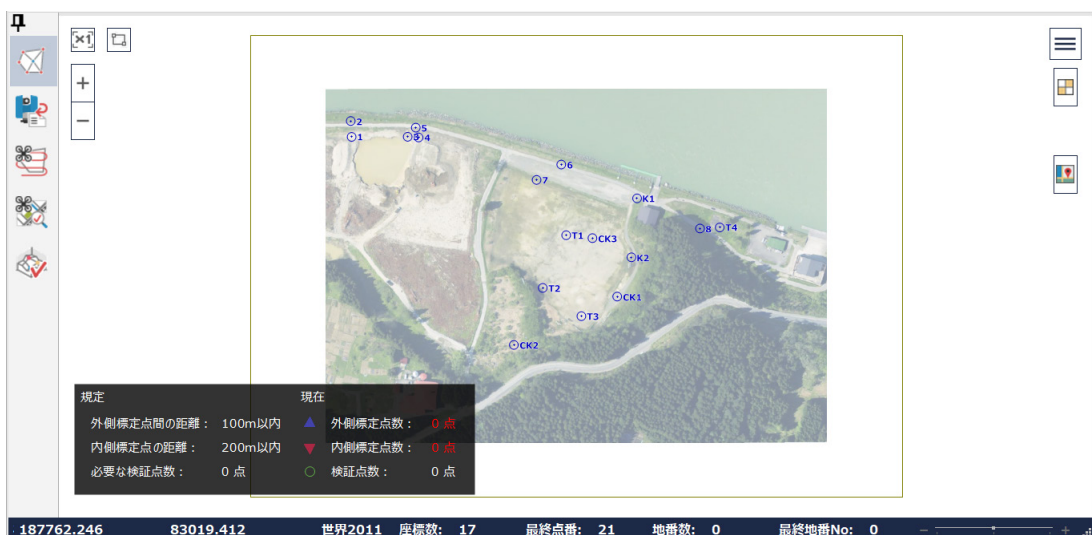 ×1
+
−
2
5
1
3
4
6
7
K1
8
T4
T1
CK3
K2
T2
CK1
T3
CK2
規定 現在
外側標定点間の距離： 100m以内 外側標定点数： 0 点
内側標定点の距離： 200m以内 内側標定点数： 0 点
必要な検証点数： 0 点 検証点数： 0 点
187762.246 83019.412 世界2011 座標数: 17 最終点番: 21 地番数: 0 最終地番No: 0 − +